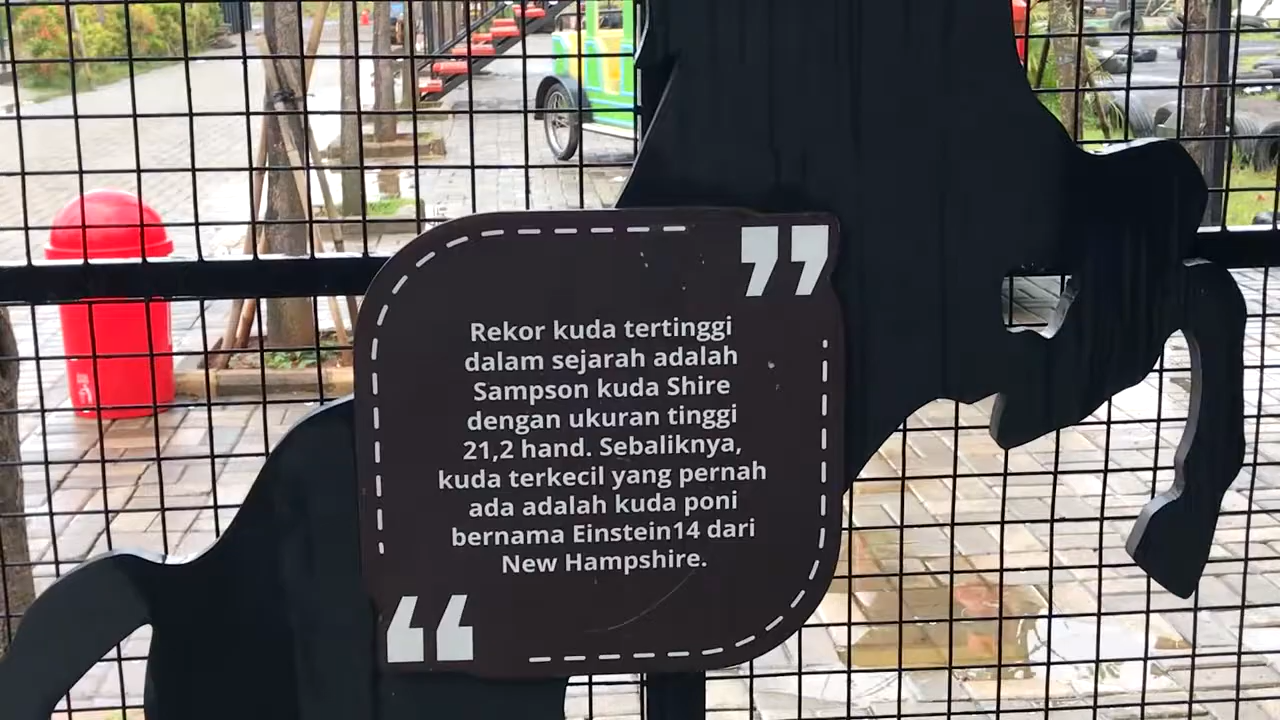 Rekor kuda tertinggi
dalam sejarah adalah
Sampson kuda Shire
dengan ukuran tinggi
21,2 hand. Sebaliknya,
kuda terkecil yang pernah
ada adalah kuda poni
bernama Einstein14 dari
New Hampshire.